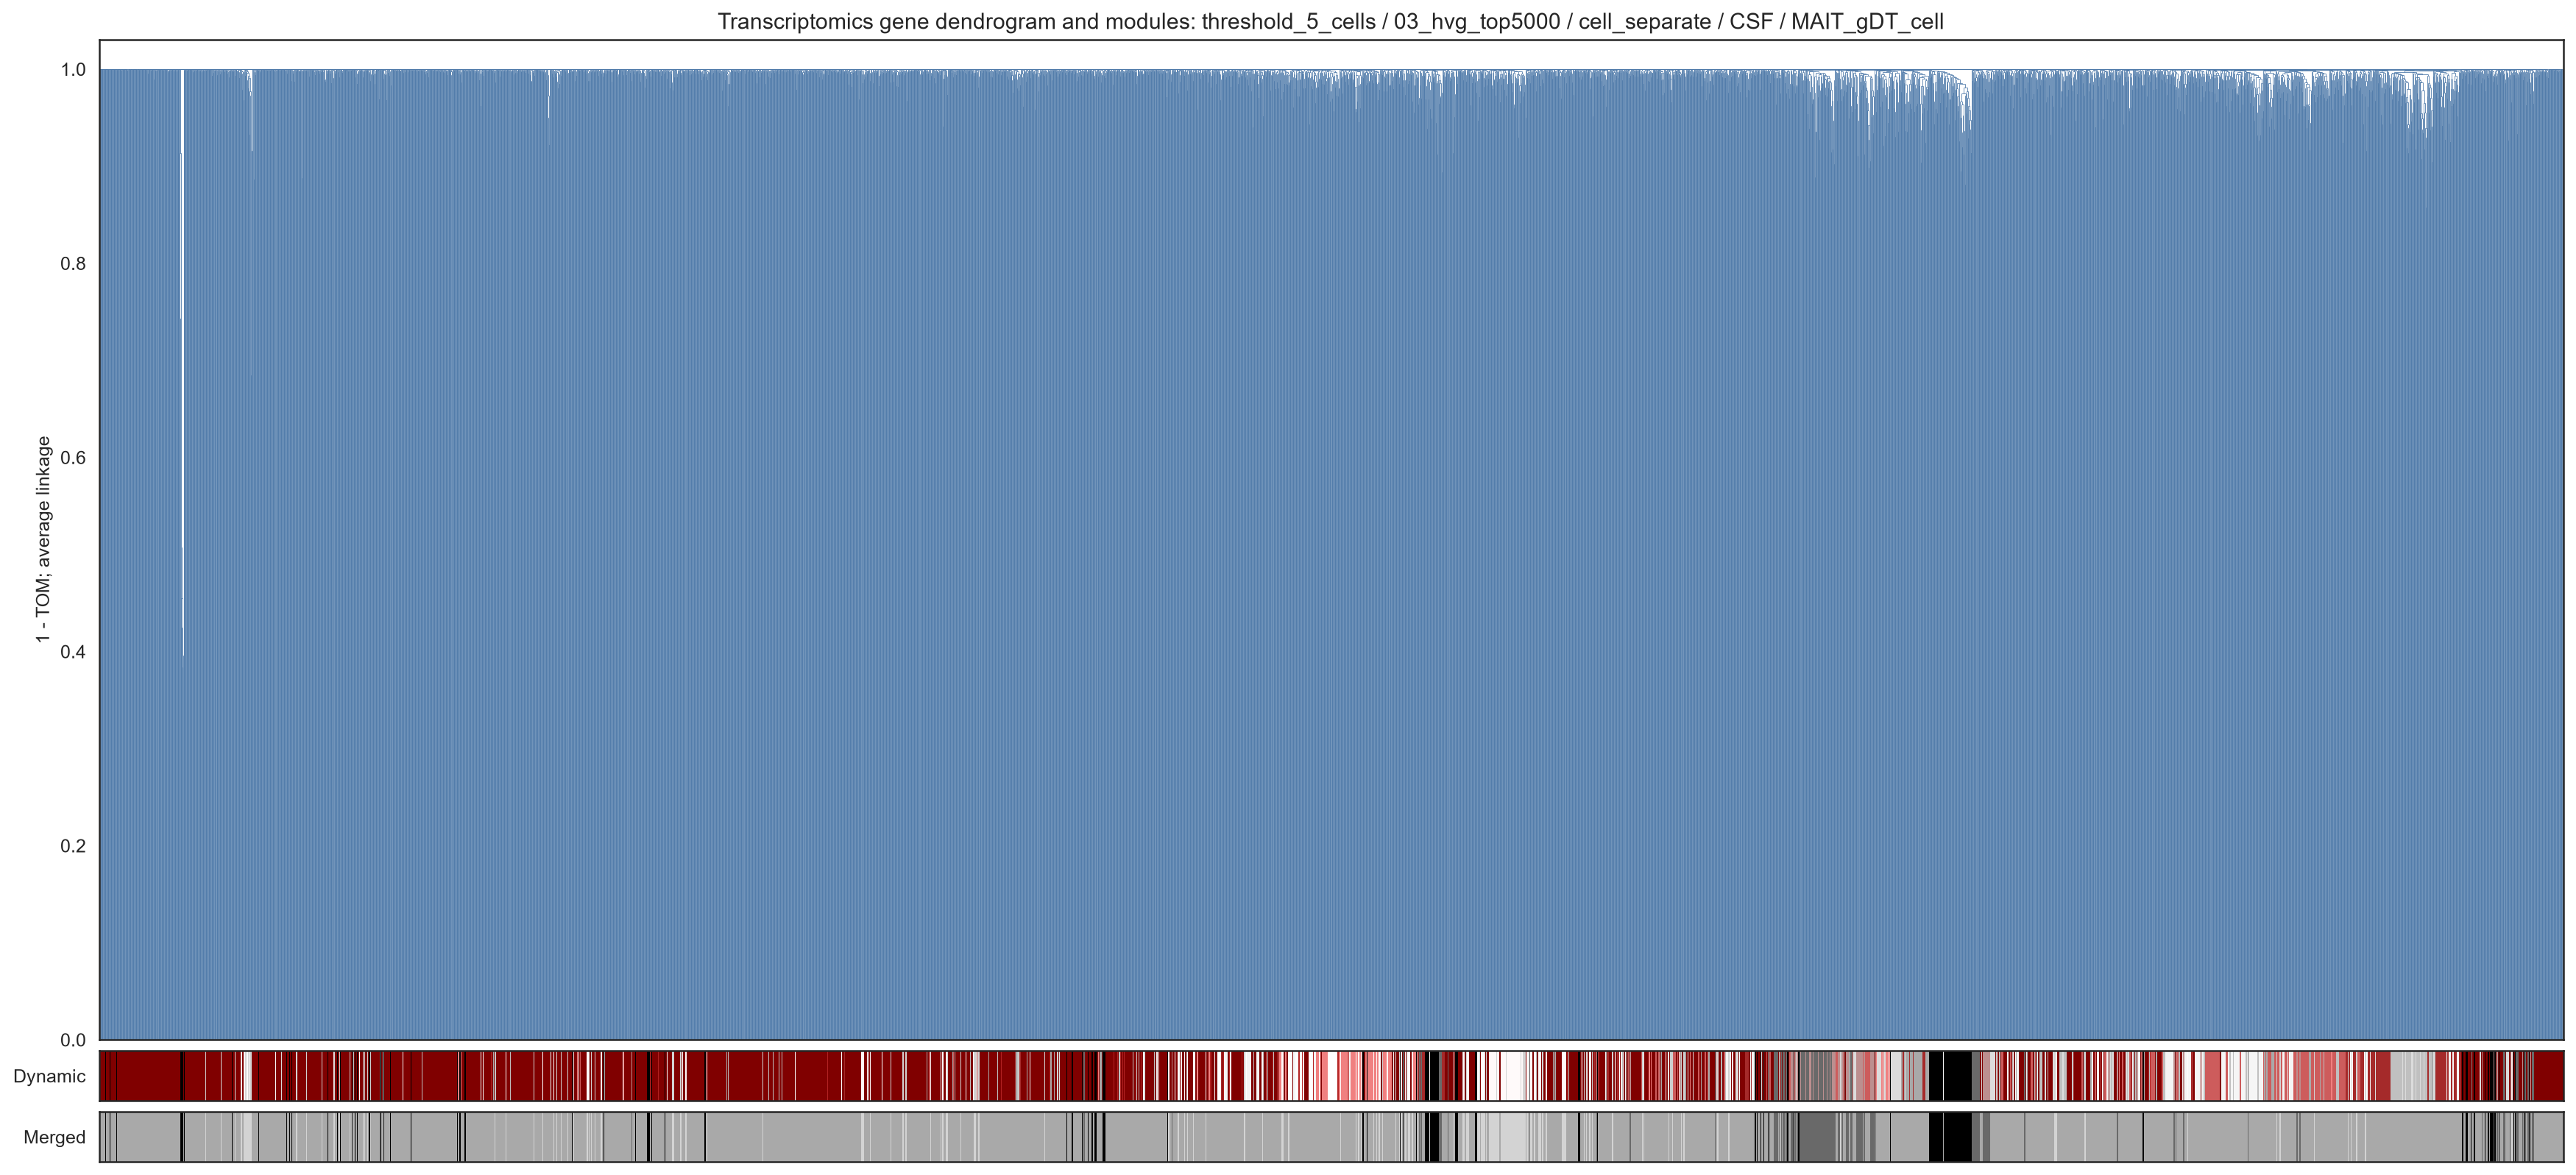 Transcriptomics gene dendrogram and modules: threshold_5_cells / 03_hvg_top5000 / cell_separate / CSF / MAIT_gDT_cell
1.0
0.8
0.6
0.4
0.2
0.0
1 - TOM; average linkage
Dynamic
Merged